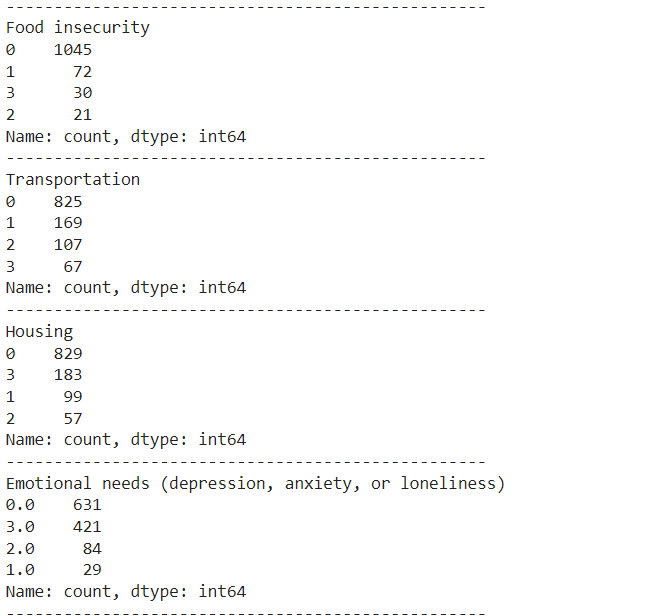 --------------------------------------------------
Food insecurity
0    1045
1      72
3      30
2      21
Name: count, dtype: int64
--------------------------------------------------
Transportation
0    825
1    169
2    107
3     67
Name: count, dtype: int64
--------------------------------------------------
Housing
0    829
3    183
1     99
2     57
Name: count, dtype: int64
--------------------------------------------------
Emotional needs (depression, anxiety, or loneliness)
0.0    631
3.0    421
2.0     84
1.0     29
Name: count, dtype: int64
--------------------------------------------------